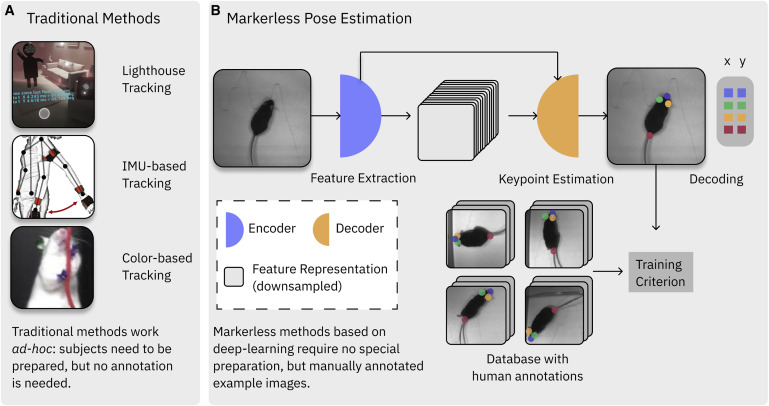 A
Traditional Methods
Lighthouse
Tracking
IMU-based
Tracking
Color-based
Tracking
Traditional methods work
ad-hoc: subjects need to be
prepared, but no annotation
is needed.
B
Markerless Pose Estimation
x y
Feature Extraction
Keypoint Estimation
Decoding
Encoder
Decoder
Feature Representation
(downsampled)
Training
Criterion
Database with
human annotations
Markerless methods based on
deep-learning require no special
preparation, but manually annotated
example images.